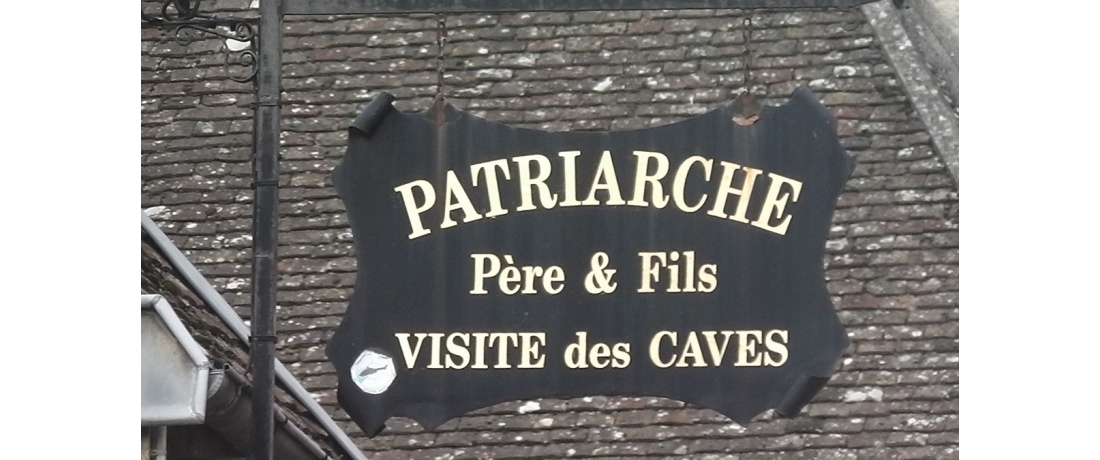 PATRIARCHE
Père & Fils
VISITE des CAVES